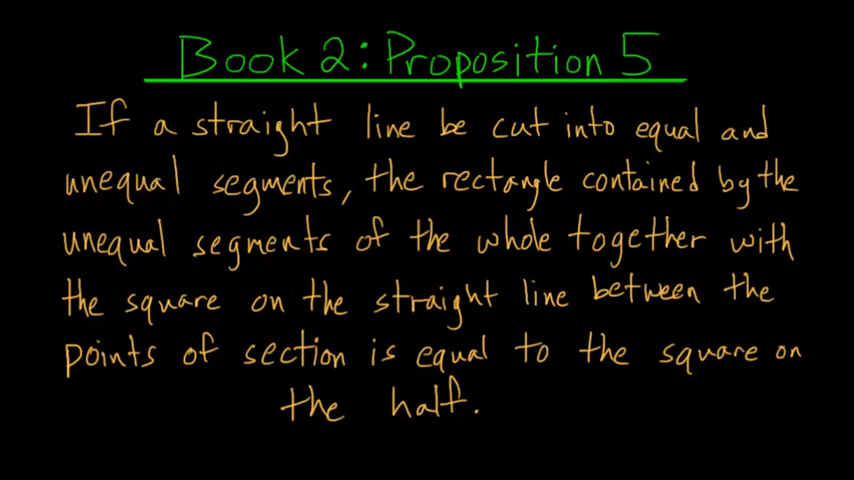 Book 2: Proposition 5
If a straight line be cut into equal and
unequal segments, the rectangle contained by the
unequal segments of the whole together with
the square on the straight line between the
points of section is equal to the square on
the half.